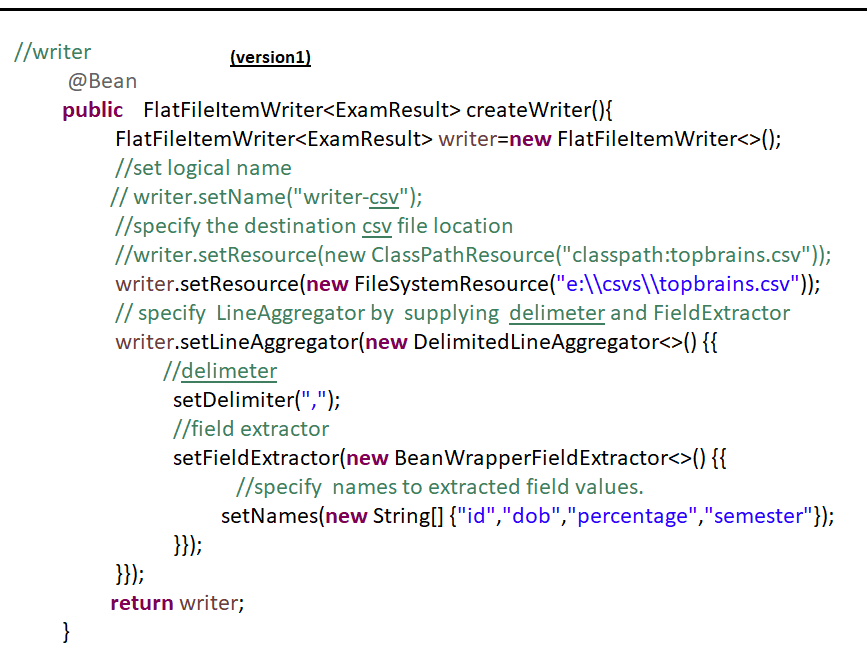 //writer
(version1)
@Bean
public FlatFileItemWriter<ExamResult> createWriter(){
FlatFileItemWriter<ExamResult> writer=new FlatFileItemWriter<>();
//set logical name
// writer.setName("writer-csv");
//specify the destination csv file location
//writer.setResource(new ClassPathResource("classpath:topbrains.csv"));
writer.setResource(new FileSystemResource("e:\\csvs\\topbrains.csv"));
// specify LineAggregator by supplying delimeter and FieldExtractor
writer.setLineAggregator(new DelimitedLineAggregator<>() {{
//delimeter
setDelimiter(",");
//field extractor
setFieldExtractor(new BeanWrapperFieldExtractor<>() {{
//specify names to extracted field values.
setNames(new String[] {"id","dob","percentage","semester"});
}});
}});
return writer;
}